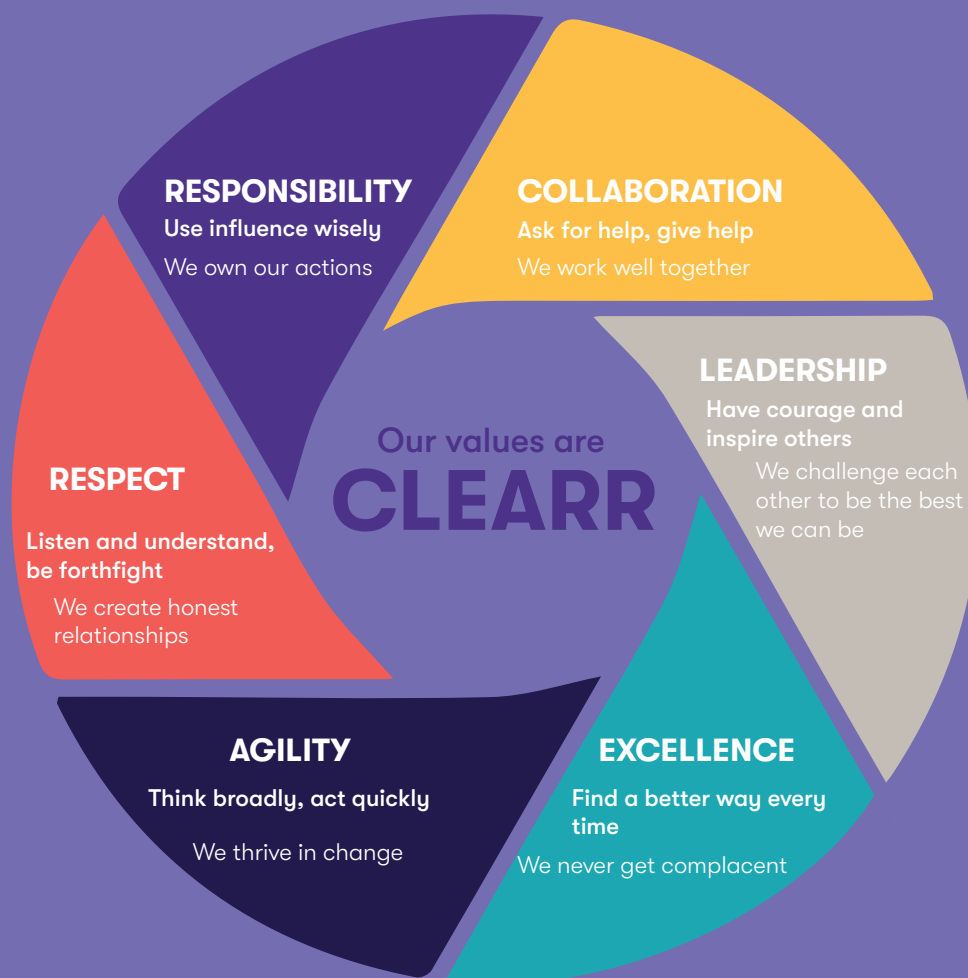 Our values are
CLEARR
COLLABORATION
Ask for help, give help
We work well together
LEADERSHIP
Have courage and
inspire others
We challenge each
other to be the best
we can be
EXCELLENCE
Find a better way every
time
We never get complacent
AGILITY
Think broadly, act quickly
We thrive in change
RESPECT
Listen and understand,
be forthfight
We create honest
relationships
RESPONSIBILITY
Use influence wisely
We own our actions